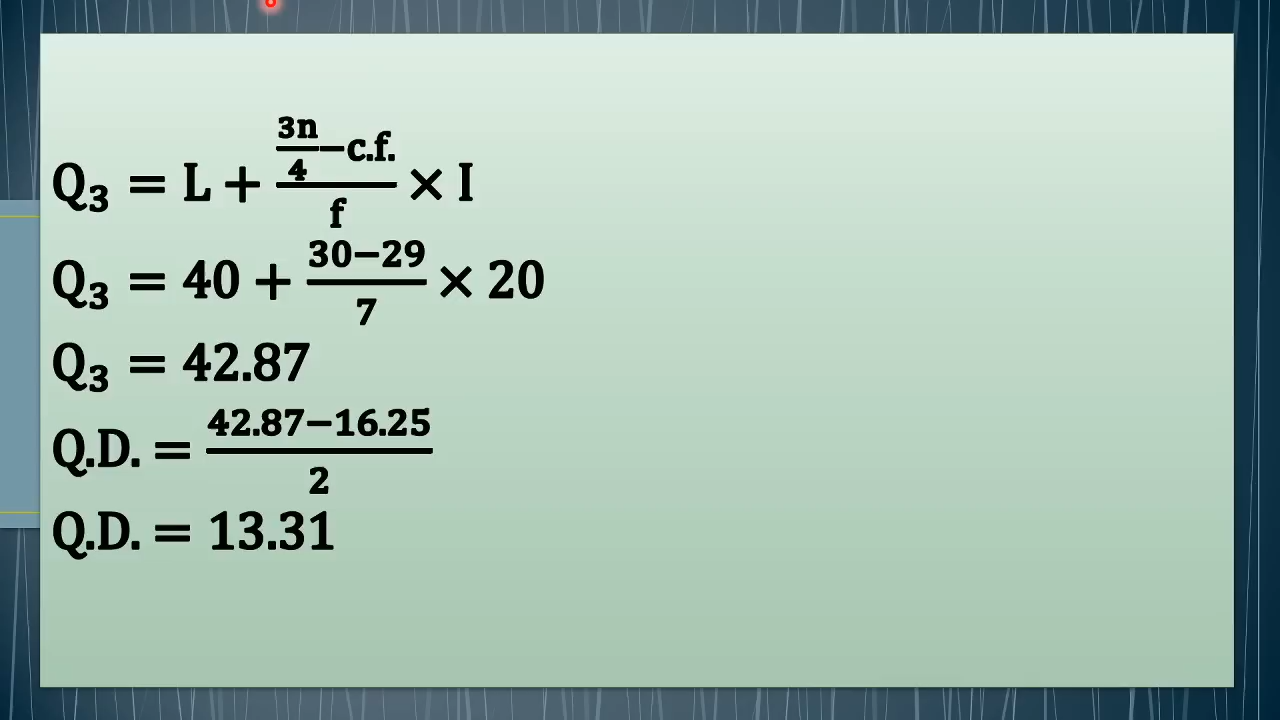 Q₃ = L + (3n/4 − c.f.)/f × I
Q₃ = 40 + (30−29)/7 × 20
Q₃ = 42.87
Q.D. = (42.87−16.25)/2
Q.D. = 13.31